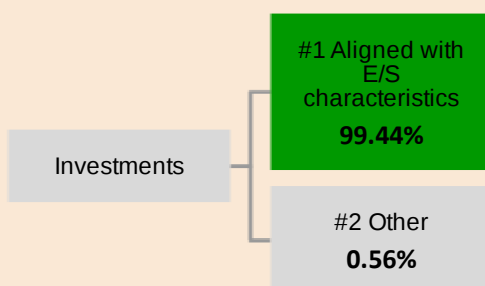 #1 Aligned with
E/S
characteristics
99.44%
Investments
#2 Other
0.56%